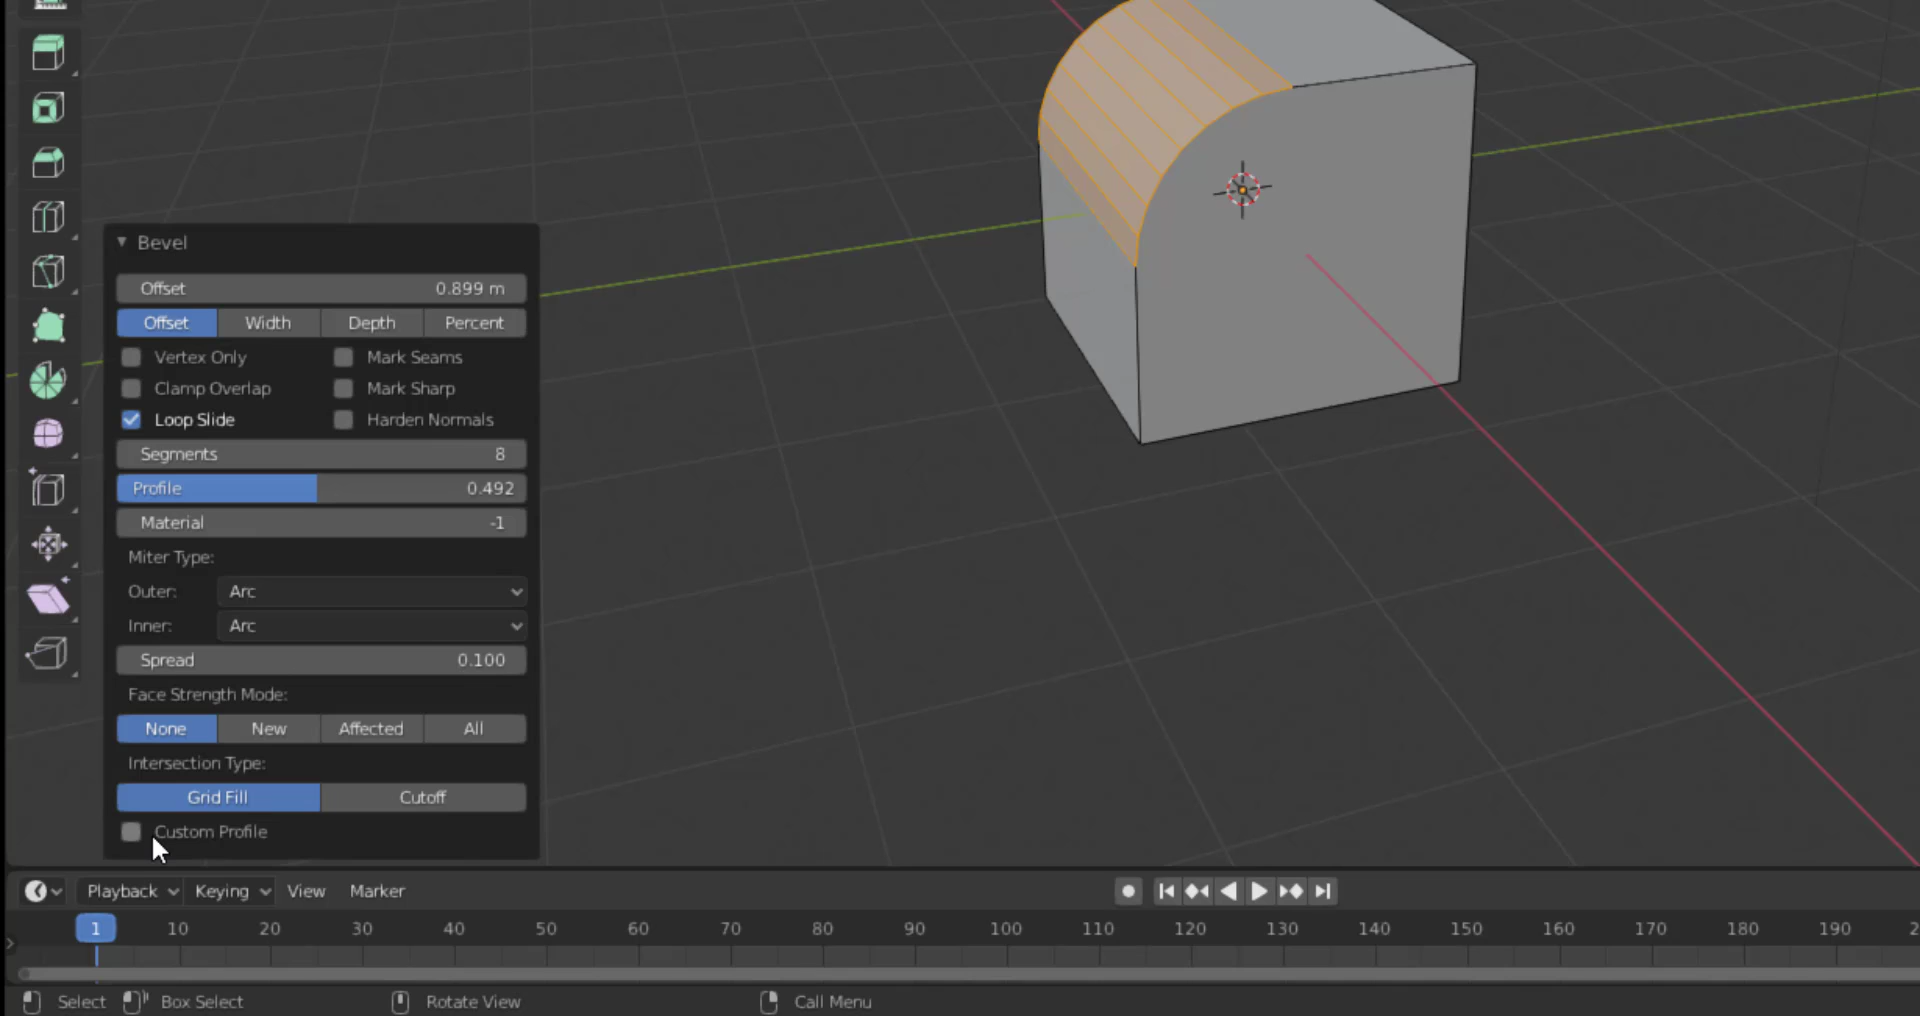 Bevel
Offset 0.899 m
Offset Width Depth Percent
Vertex Only Mark Seams
Clamp Overlap Mark Sharp
Loop Slide Harden Normals
Segments 8
Profile 0.492
Material -1
Miter Type:
Outer: Arc
Inner: Arc
Spread 0.100
Face Strength Mode:
None New Affected All
Intersection Type:
Grid Fill Cutoff
Custom Profile
Playback Keying View Marker
1 10 20 30 40 50 60 70 80 90 100 110 120 130 140 150 160 170 180 190
Select Box Select Rotate View Call Menu